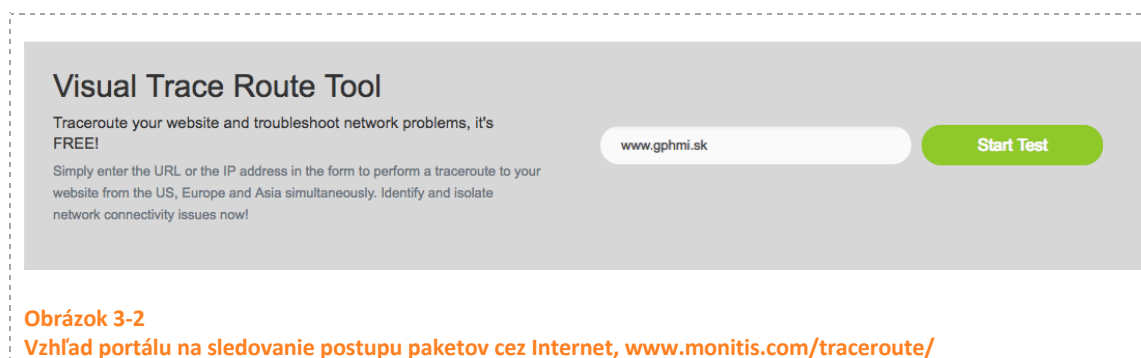 Visual Trace Route Tool
Traceroute your website and troubleshoot network problems, it's
FREE!
Simply enter the URL or the IP address in the form to perform a traceroute to your
website from the US, Europe and Asia simultaneously. Identify and isolate
network connectivity issues now!
www.gphmi.sk
Start Test
Obrázok 3-2
Vzhľad portálu na sledovanie postupu paketov cez Internet, www.monitis.com/traceroute/